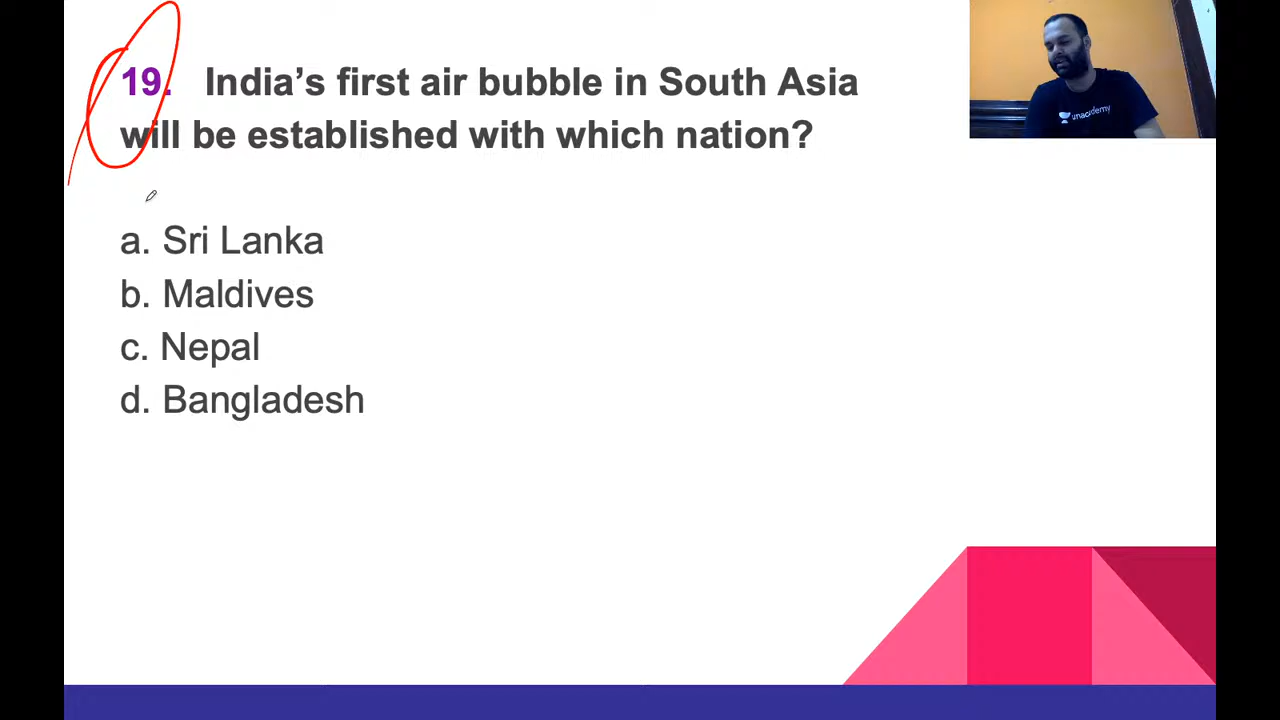 19. India’s first air bubble in South Asia
will be established with which nation?
a. Sri Lanka
b. Maldives
c. Nepal
d. Bangladesh
unacademy